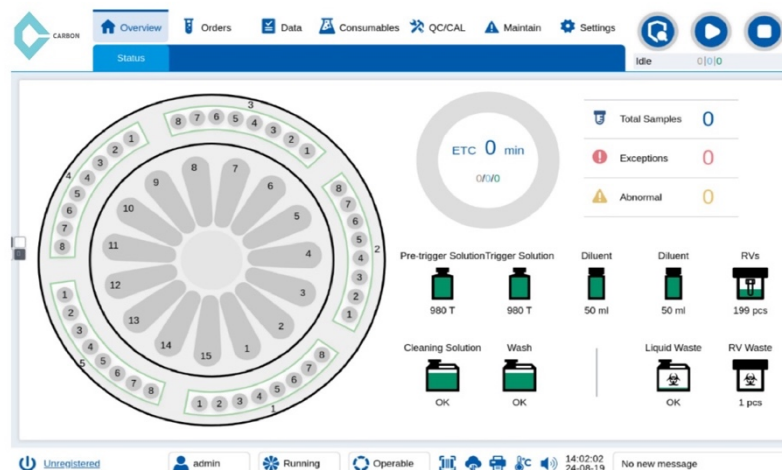 CARBON
Overview
Orders
Data
Consumables
QC/CAL
Maintain
Settings
Status
Idle
0|0|0
3
8 7 6 5 4 3 2 1
4
1 2 3 4 5 6 7 8
2
8 7 6 5 4 3 2 1
5
1 2 3 4 5 6 7 8
1
1 2 3 4 5 6 7 8
1 2 3 4 5 6 7 8 9 10 11 12 13 14 15
ETC 0 min
0/0/0
Total Samples 0
Exceptions 0
Abnormal 0
Pre-trigger Solution
980 T
Trigger Solution
980 T
Diluent
50 ml
Diluent
50 ml
RVs
199 pcs
Cleaning Solution
OK
Wash
OK
Liquid Waste
OK
RV Waste
1 pcs
Unregistered
admin
Running
Operable
°C
14:02:02
24-08-19
No new message